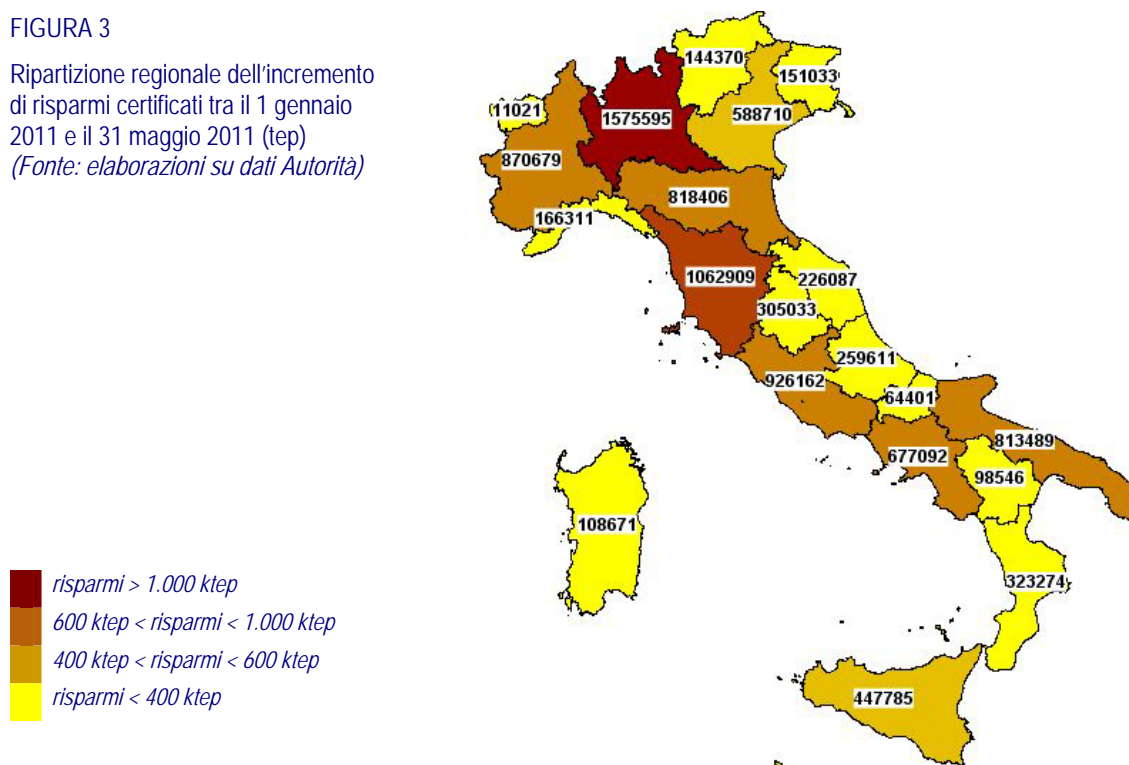 FIGURA 3
Ripartizione regionale dell'incremento
di risparmi certificati tra il 1 gennaio
2011 e il 31 maggio 2011 (tep)
(Fonte: elaborazioni su dati Autorità)
144370
151033
11021
1575595
588710
870679
818406
166311
1062909
226087
305033
259611
926162
64401
813489
677092
98546
108671
323274
447785
risparmi > 1.000 ktep
600 ktep < risparmi < 1.000 ktep
400 ktep < risparmi < 600 ktep
risparmi < 400 ktep